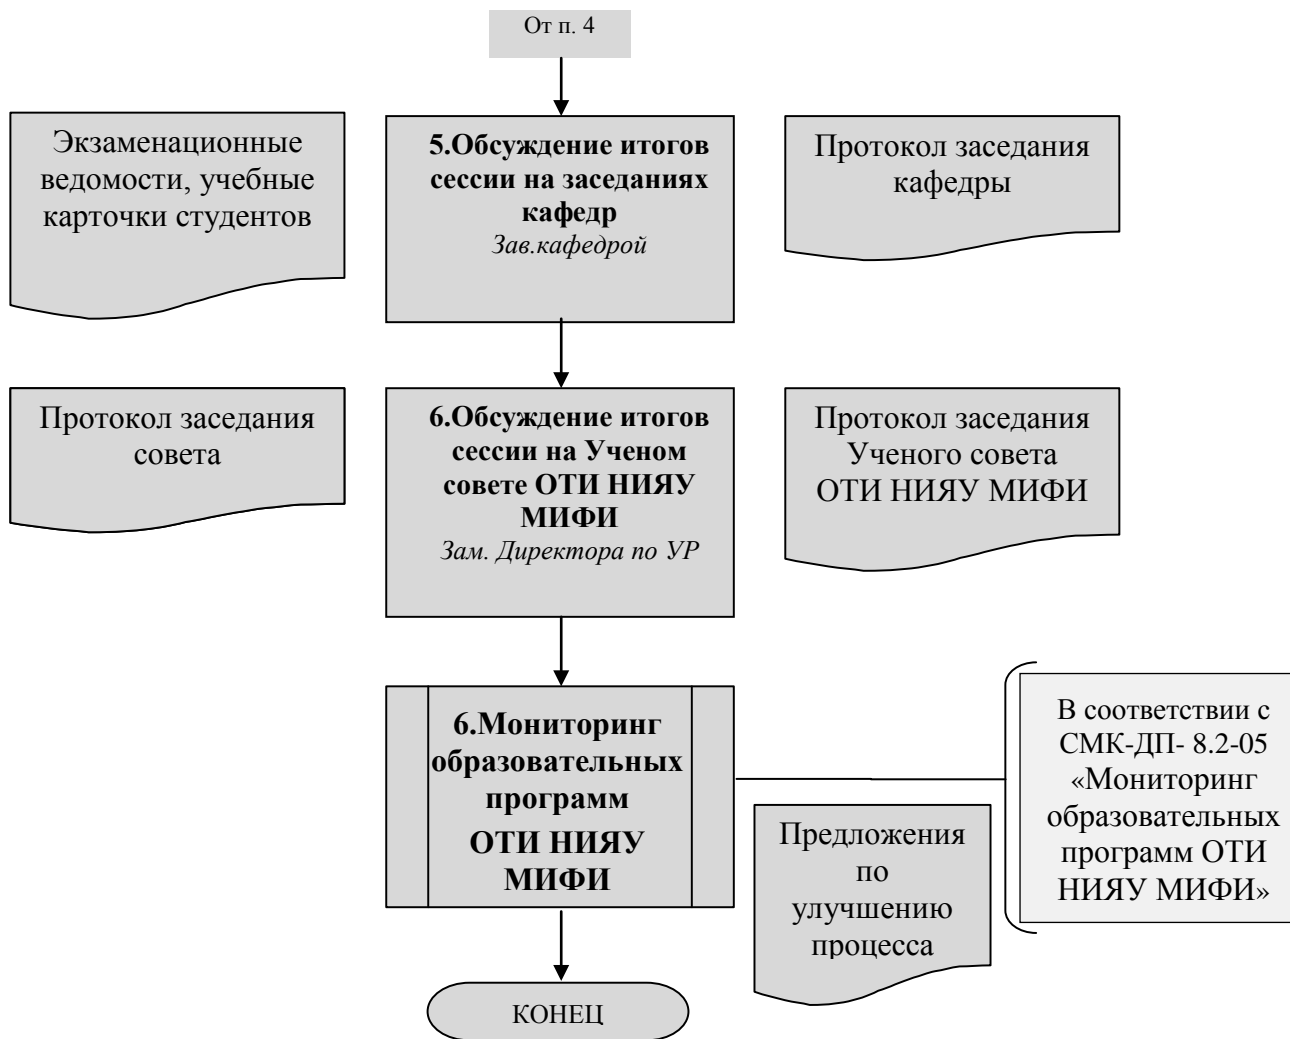 От п. 4
Экзаменационные
ведомости, учебные
карточки студентов
5.Обсуждение итогов
сессии на заседаниях
кафедр
Зав.кафедрой
Протокол заседания
кафедры
Протокол заседания
совета
6.Обсуждение итогов
сессии на Ученом
совете ОТИ НИЯУ
МИФИ
Зам. Директора по УР
Протокол заседания
Ученого совета
ОТИ НИЯУ МИФИ
6.Мониторинг
образовательных
программ
ОТИ НИЯУ
МИФИ
Предложения
по
улучшению
процесса
В соответствии с
СМК-ДП- 8.2-05
«Мониторинг
образовательных
программ ОТИ
НИЯУ МИФИ»
КОНЕЦ